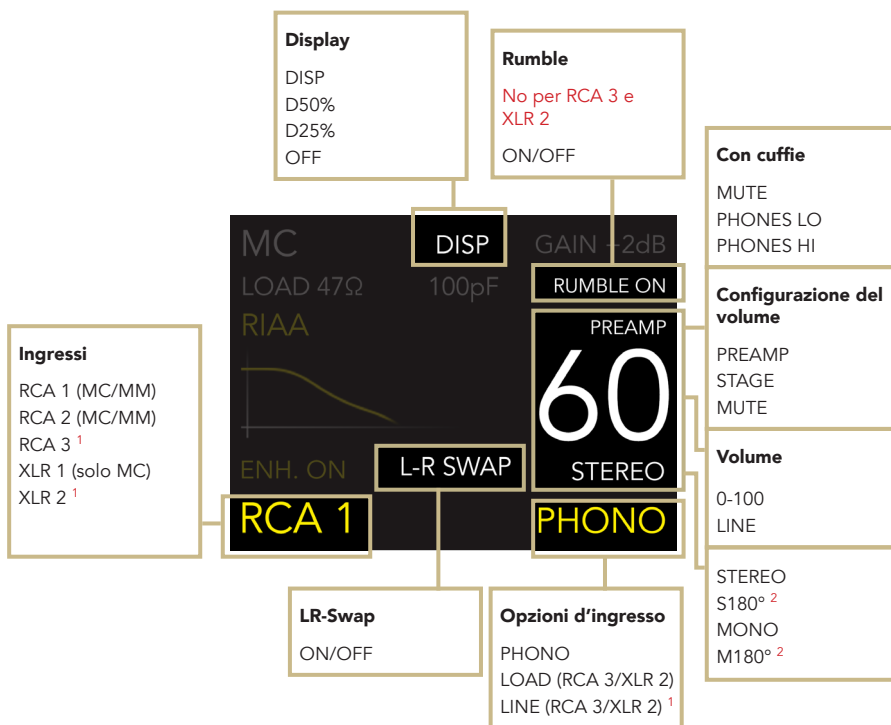 Display
DISP
D50%
D25%
OFF
Rumble
No per RCA 3 e
XLR 2
ON/OFF
Con cuffie
MUTE
PHONES LO
PHONES HI
Configurazione del
volume
PREAMP
STAGE
MUTE
Volume
0-100
LINE
STEREO
S180° 2
MONO
M180° 2
Ingressi
RCA 1 (MC/MM)
RCA 2 (MC/MM)
RCA 3 1
XLR 1 (solo MC)
XLR 2 1
MC DISP GAIN +2dB
LOAD 47Ω 100pF RUMBLE ON
RIAA PREAMP
60
ENH. ON L-R SWAP STEREO
RCA 1 PHONO
LR-Swap
ON/OFF
Opzioni d'ingresso
PHONO
LOAD (RCA 3/XLR 2)
LINE (RCA 3/XLR 2) 1